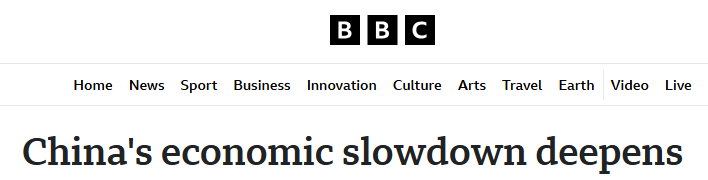 BBC
Home News Sport Business Innovation Culture Arts Travel Earth Video Live
China's economic slowdown deepens